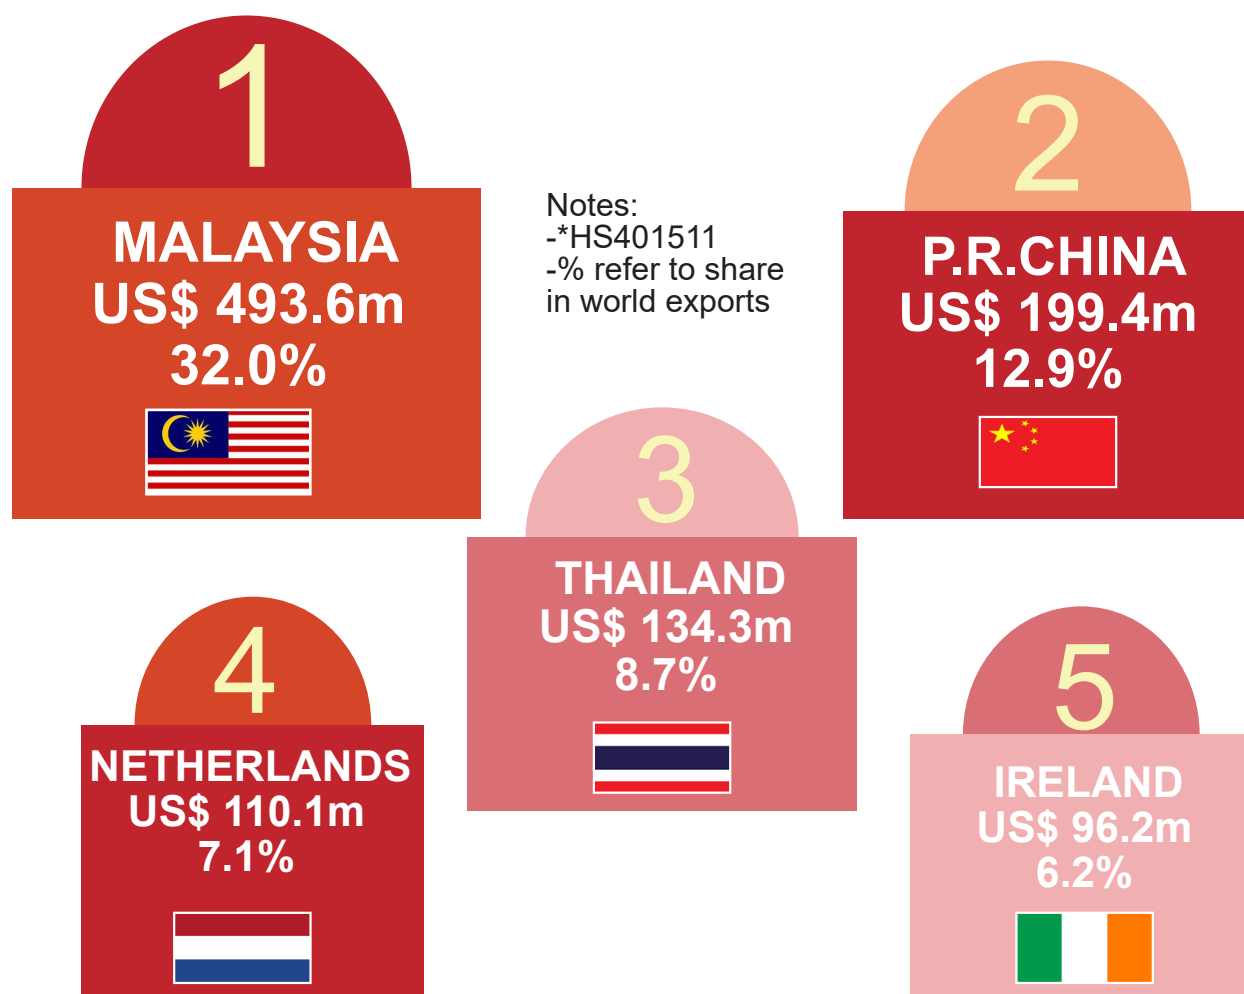 1
MALAYSIA
US$ 493.6m
32.0%
Notes:
-*HS401511
-% refer to share
in world exports
2
P.R.CHINA
US$ 199.4m
12.9%
3
THAILAND
US$ 134.3m
8.7%
4
NETHERLANDS
US$ 110.1m
7.1%
5
IRELAND
US$ 96.2m
6.2%